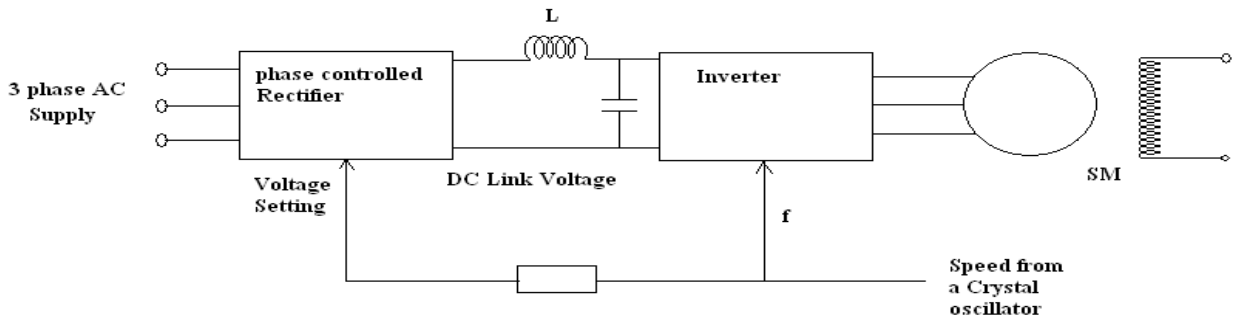 L
phase controlled
Rectifier
Inverter
3 phase AC
Supply
Voltage
Setting
DC Link Voltage
SM
f
Speed from
a Crystal
oscillator